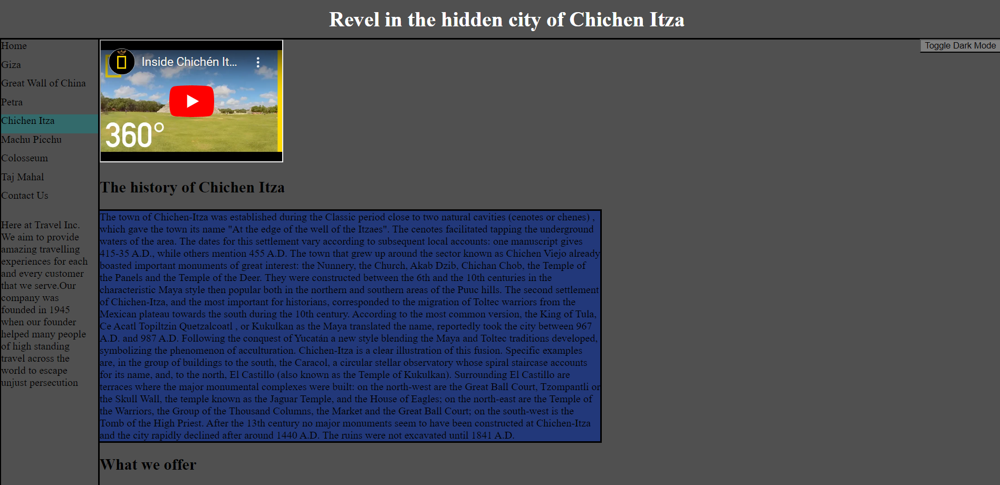 Revel in the hidden city of Chichen Itza
Toggle Dark Mode
Home
Giza
Great Wall of China
Petra
Chichen Itza
Machu Picchu
Colosseum
Taj Mahal
Contact Us
Here at Travel Inc.
We aim to provide
amazing travelling
experiences for each
and every customer
that we serve.Our
company was
founded in 1945
when our founder
helped many people
of high standing
travel across the
world to escape
unjust persecution
Inside Chichén It...
360°
The history of Chichen Itza
The town of Chichen-Itza was established during the Classic period close to two natural cavities (cenotes or chenes) ,
which gave the town its name "At the edge of the well of the Itzaes". The cenotes facilitated tapping the underground
waters of the area. The dates for this settlement vary according to subsequent local accounts: one manuscript gives
415-35 A.D., while others mention 455 A.D. The town that grew up around the sector known as Chichen Viejo already
boasted important monuments of great interest: the Nunnery, the Church, Akab Dzib, Chichan Chob, the Temple of
the Panels and the Temple of the Deer. They were constructed between the 6th and the 10th centuries in the
characteristic Maya style then popular both in the northern and southern areas of the Puuc hills. The second settlement
of Chichen-Itza, and the most important for historians, corresponded to the migration of Toltec warriors from the
Mexican plateau towards the south during the 10th century. According to the most common version, the King of Tula,
Ce Acatl Topiltzin Quetzalcoatl , or Kukulkan as the Maya translated the name, reportedly took the city between 967
A.D. and 987 A.D. Following the conquest of Yucatán a new style blending the Maya and Toltec traditions developed,
symbolizing the phenomenon of acculturation. Chichen-Itza is a clear illustration of this fusion. Specific examples
are, in the group of buildings to the south, the Caracol, a circular stellar observatory whose spiral staircase accounts
for its name, and, to the north, El Castillo (also known as the Temple of Kukulkan). Surrounding El Castillo are
terraces where the major monumental complexes were built: on the north-west are the Great Ball Court, Tzompantli or
the Skull Wall, the temple known as the Jaguar Temple, and the House of Eagles; on the north-east are the Temple of
the Warriors, the Group of the Thousand Columns, the Market and the Great Ball Court; on the south-west is the
Tomb of the High Priest. After the 13th century no major monuments seem to have been constructed at Chichen-Itza
and the city rapidly declined after around 1440 A.D. The ruins were not excavated until 1841 A.D.
What we offer